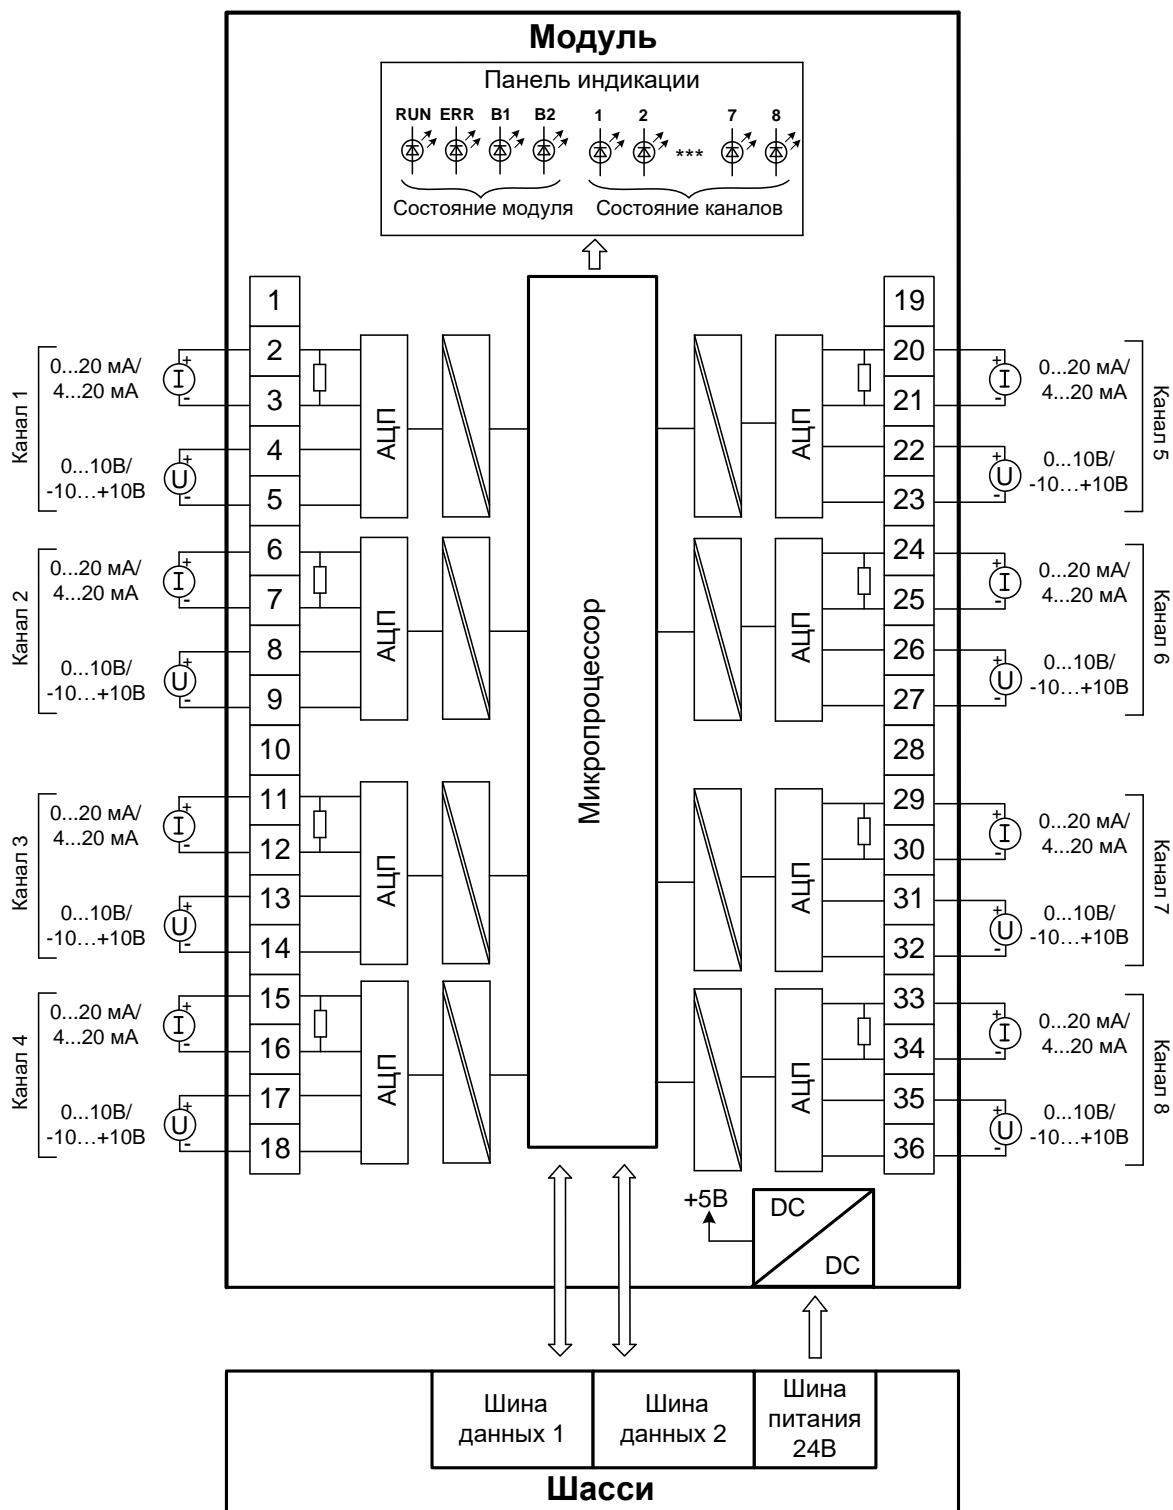 Модуль
Панель индикации
RUN ERR B1 B2 1 2 7 8
***
Состояние модуля Состояние каналов
1
2
3
4
5
6
7
8
9
10
11
12
13
14
15
16
17
18
Канал 1
0...20 мА/
4...20 мА
+
I
-
0...10В/
-10...+10В
+
U
-
АЦП
Канал 2
0...20 мА/
4...20 мА
+
I
-
0...10В/
-10...+10В
+
U
-
АЦП
Канал 3
0...20 мА/
4...20 мА
+
I
-
0...10В/
-10...+10В
+
U
-
АЦП
Канал 4
0...20 мА/
4...20 мА
+
I
-
0...10В/
-10...+10В
+
U
-
АЦП
Микропроцессор
19
20
21
22
23
24
25
26
27
28
29
30
31
32
33
34
35
36
АЦП
+
I
-
0...20 мА/
4...20 мА
+
U
-
0...10В/
-10...+10В
Канал 5
АЦП
+
I
-
0...20 мА/
4...20 мА
+
U
-
0...10В/
-10...+10В
Канал 6
АЦП
+
I
-
0...20 мА/
4...20 мА
+
U
-
0...10В/
-10...+10В
Канал 7
АЦП
+
I
-
0...20 мА/
4...20 мА
+
U
-
0...10В/
-10...+10В
Канал 8
+5В
DC
DC
Шина
данных 1
Шина
данных 2
Шина
питания
24В
Шасси